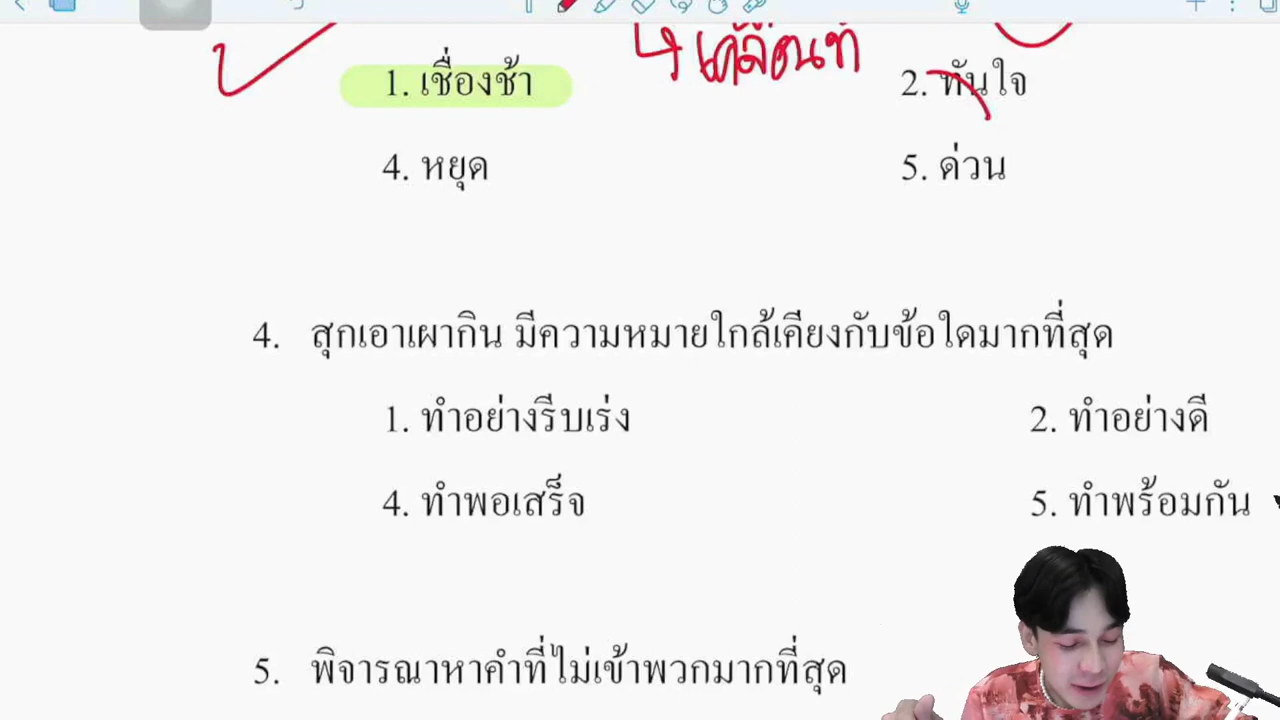 ↳ เคลื่อนที่
1. เชื่องช้า 2. ทันใจ
4. หยุด 5. ด่วน
4. สุกเอาเผากิน มีความหมายใกล้เคียงกับข้อใดมากที่สุด
1. ทำอย่างรีบเร่ง 2. ทำอย่างดี
4. ทำพอเสร็จ 5. ทำพร้อมกัน
5. พิจารณาหาคำที่ไม่เข้าพวกมากที่สุด